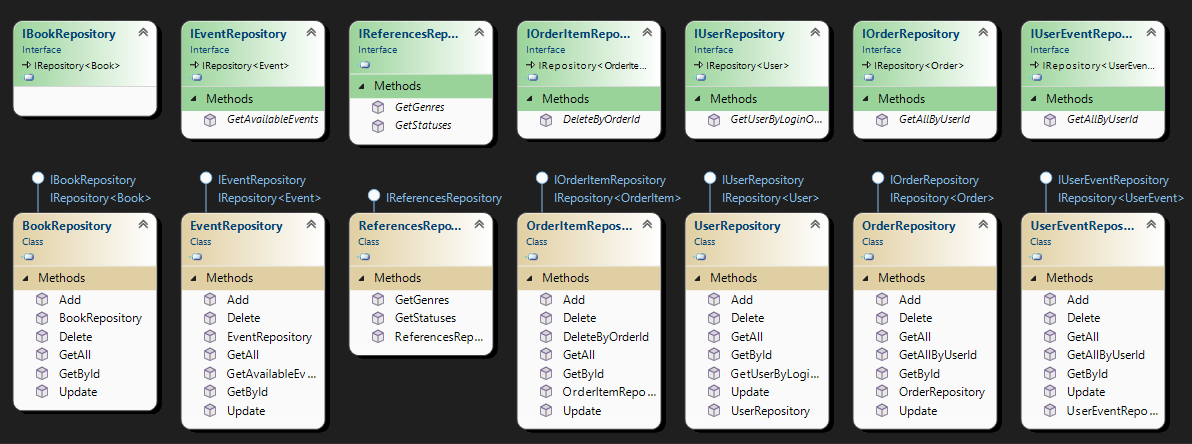 IBookRepository
Interface
IRepository<Book>
IEventRepository
Interface
IRepository<Event>
Methods
GetAvailableEvents
IReferencesRep...
Interface
Methods
GetGenres
GetStatuses
IOrderItemRepo...
Interface
IRepository<OrderIte...
Methods
DeleteByOrderId
IUserRepository
Interface
IRepository<User>
Methods
GetUserByLoginO...
IOrderRepository
Interface
IRepository<Order>
Methods
GetAllByUserId
IUserEventRepo...
Interface
IRepository<UserEven...
Methods
GetAllByUserId
IBookRepository
IRepository<Book>
BookRepository
Class
Methods
Add
BookRepository
Delete
GetAll
GetById
Update
IEventRepository
IRepository<Event>
EventRepository
Class
Methods
Add
Delete
EventRepository
GetAll
GetAvailableEv...
GetById
Update
IReferencesRepository
ReferencesRepo...
Class
Methods
GetGenres
GetStatuses
ReferencesRep...
IOrderItemRepository
IRepository<OrderItem>
OrderItemRepos...
Class
Methods
Add
Delete
DeleteByOrderId
GetAll
GetById
OrderItemRepo...
Update
IUserRepository
IRepository<User>
UserRepository
Class
Methods
Add
Delete
GetAll
GetById
GetUserByLogi...
Update
UserRepository
IOrderRepository
IRepository<Order>
OrderRepository
Class
Methods
Add
Delete
GetAll
GetAllByUserId
GetById
OrderRepository
Update
IUserEventRepository
IRepository<UserEvent>
UserEventRepos...
Class
Methods
Add
Delete
GetAll
GetAllByUserId
GetById
Update
UserEventRepo...